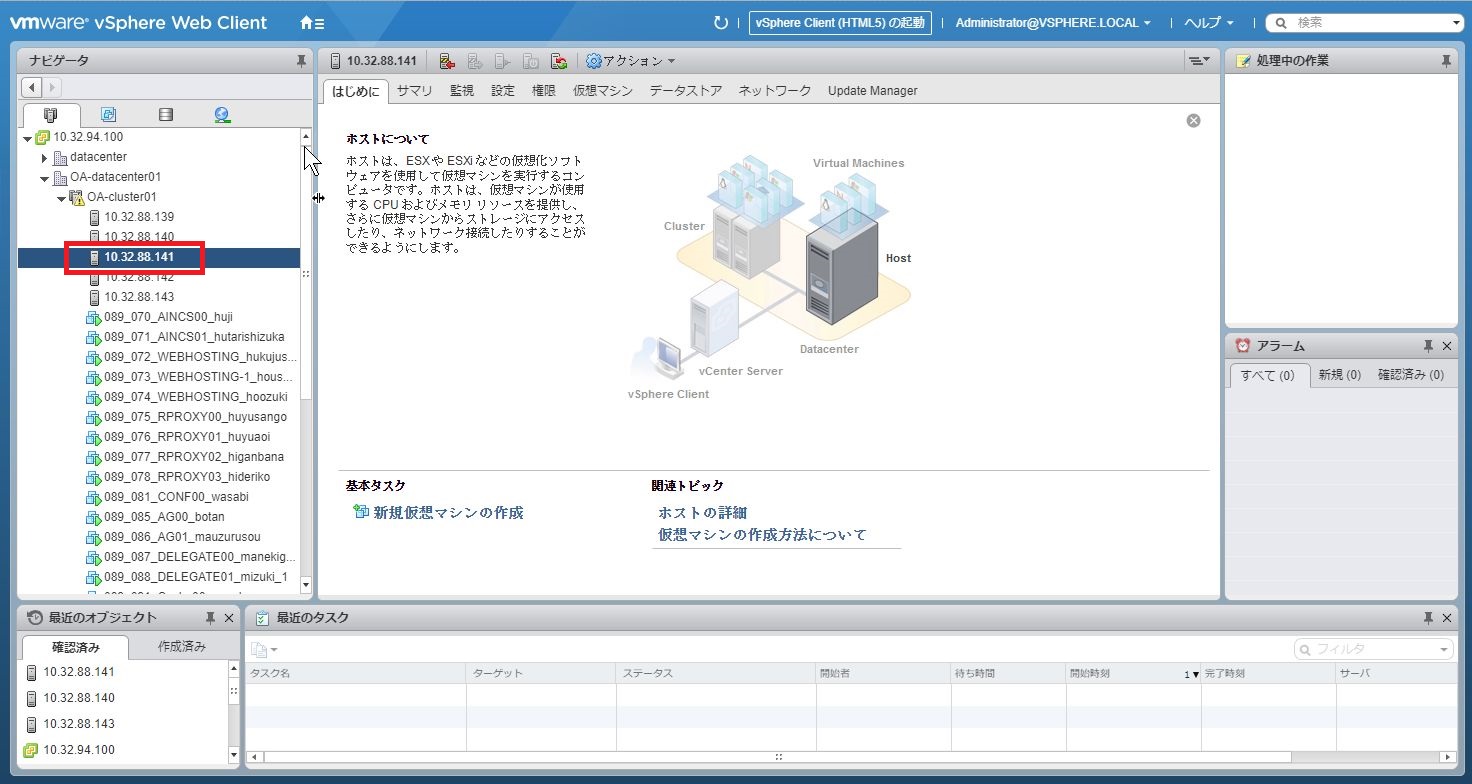 vmware® vSphere Web Client
vSphere Client (HTML5) の起動
Administrator@VSPHERE.LOCAL
ヘルプ
検索
ナビゲータ
10.32.94.100
datacenter
OA-datacenter01
OA-cluster01
10.32.88.139
10.32.88.140
10.32.88.141
10.32.88.142
10.32.88.143
089_070_AINCS00_huji
089_071_AINCS01_hutarishizuka
089_072_WEBHOSTING_hukujus...
089_073_WEBHOSTING-1_hous...
089_074_WEBHOSTING_hoozuki
089_075_RPROXY00_huyusango
089_076_RPROXY01_huyuaoi
089_077_RPROXY02_higanbana
089_078_RPROXY03_hideriko
089_081_CONF00_wasabi
089_085_AG00_botan
089_086_AG01_mauzurusou
089_087_DELEGATE00_manekig...
089_088_DELEGATE01_mizuki_1
10.32.88.141
アクション
はじめに
サマリ
監視
設定
権限
仮想マシン
データストア
ネットワーク
Update Manager
ホストについて
ホストは、ESX や ESXi などの仮想化ソフト
ウェアを使用して仮想マシンを実行するコン
ピュータです。ホストは、仮想マシンが使用
する CPU およびメモリ リソースを提供し、
さらに仮想マシンからストレージにアクセス
したり、ネットワーク接続したりすることが
できるようにします。
Virtual Machines
Cluster
Host
Datacenter
vCenter Server
vSphere Client
基本タスク
新規仮想マシンの作成
関連トピック
ホストの詳細
仮想マシンの作成方法について
処理中の作業
アラーム
すべて (0)
新規 (0)
確認済み (0)
最近のオブジェクト
確認済み
作成済み
10.32.88.141
10.32.88.140
10.32.88.143
10.32.94.100
最近のタスク
フィルタ
タスク名
ターゲット
ステータス
開始者
待ち時間
開始時刻
1▼
完了時刻
サーバ